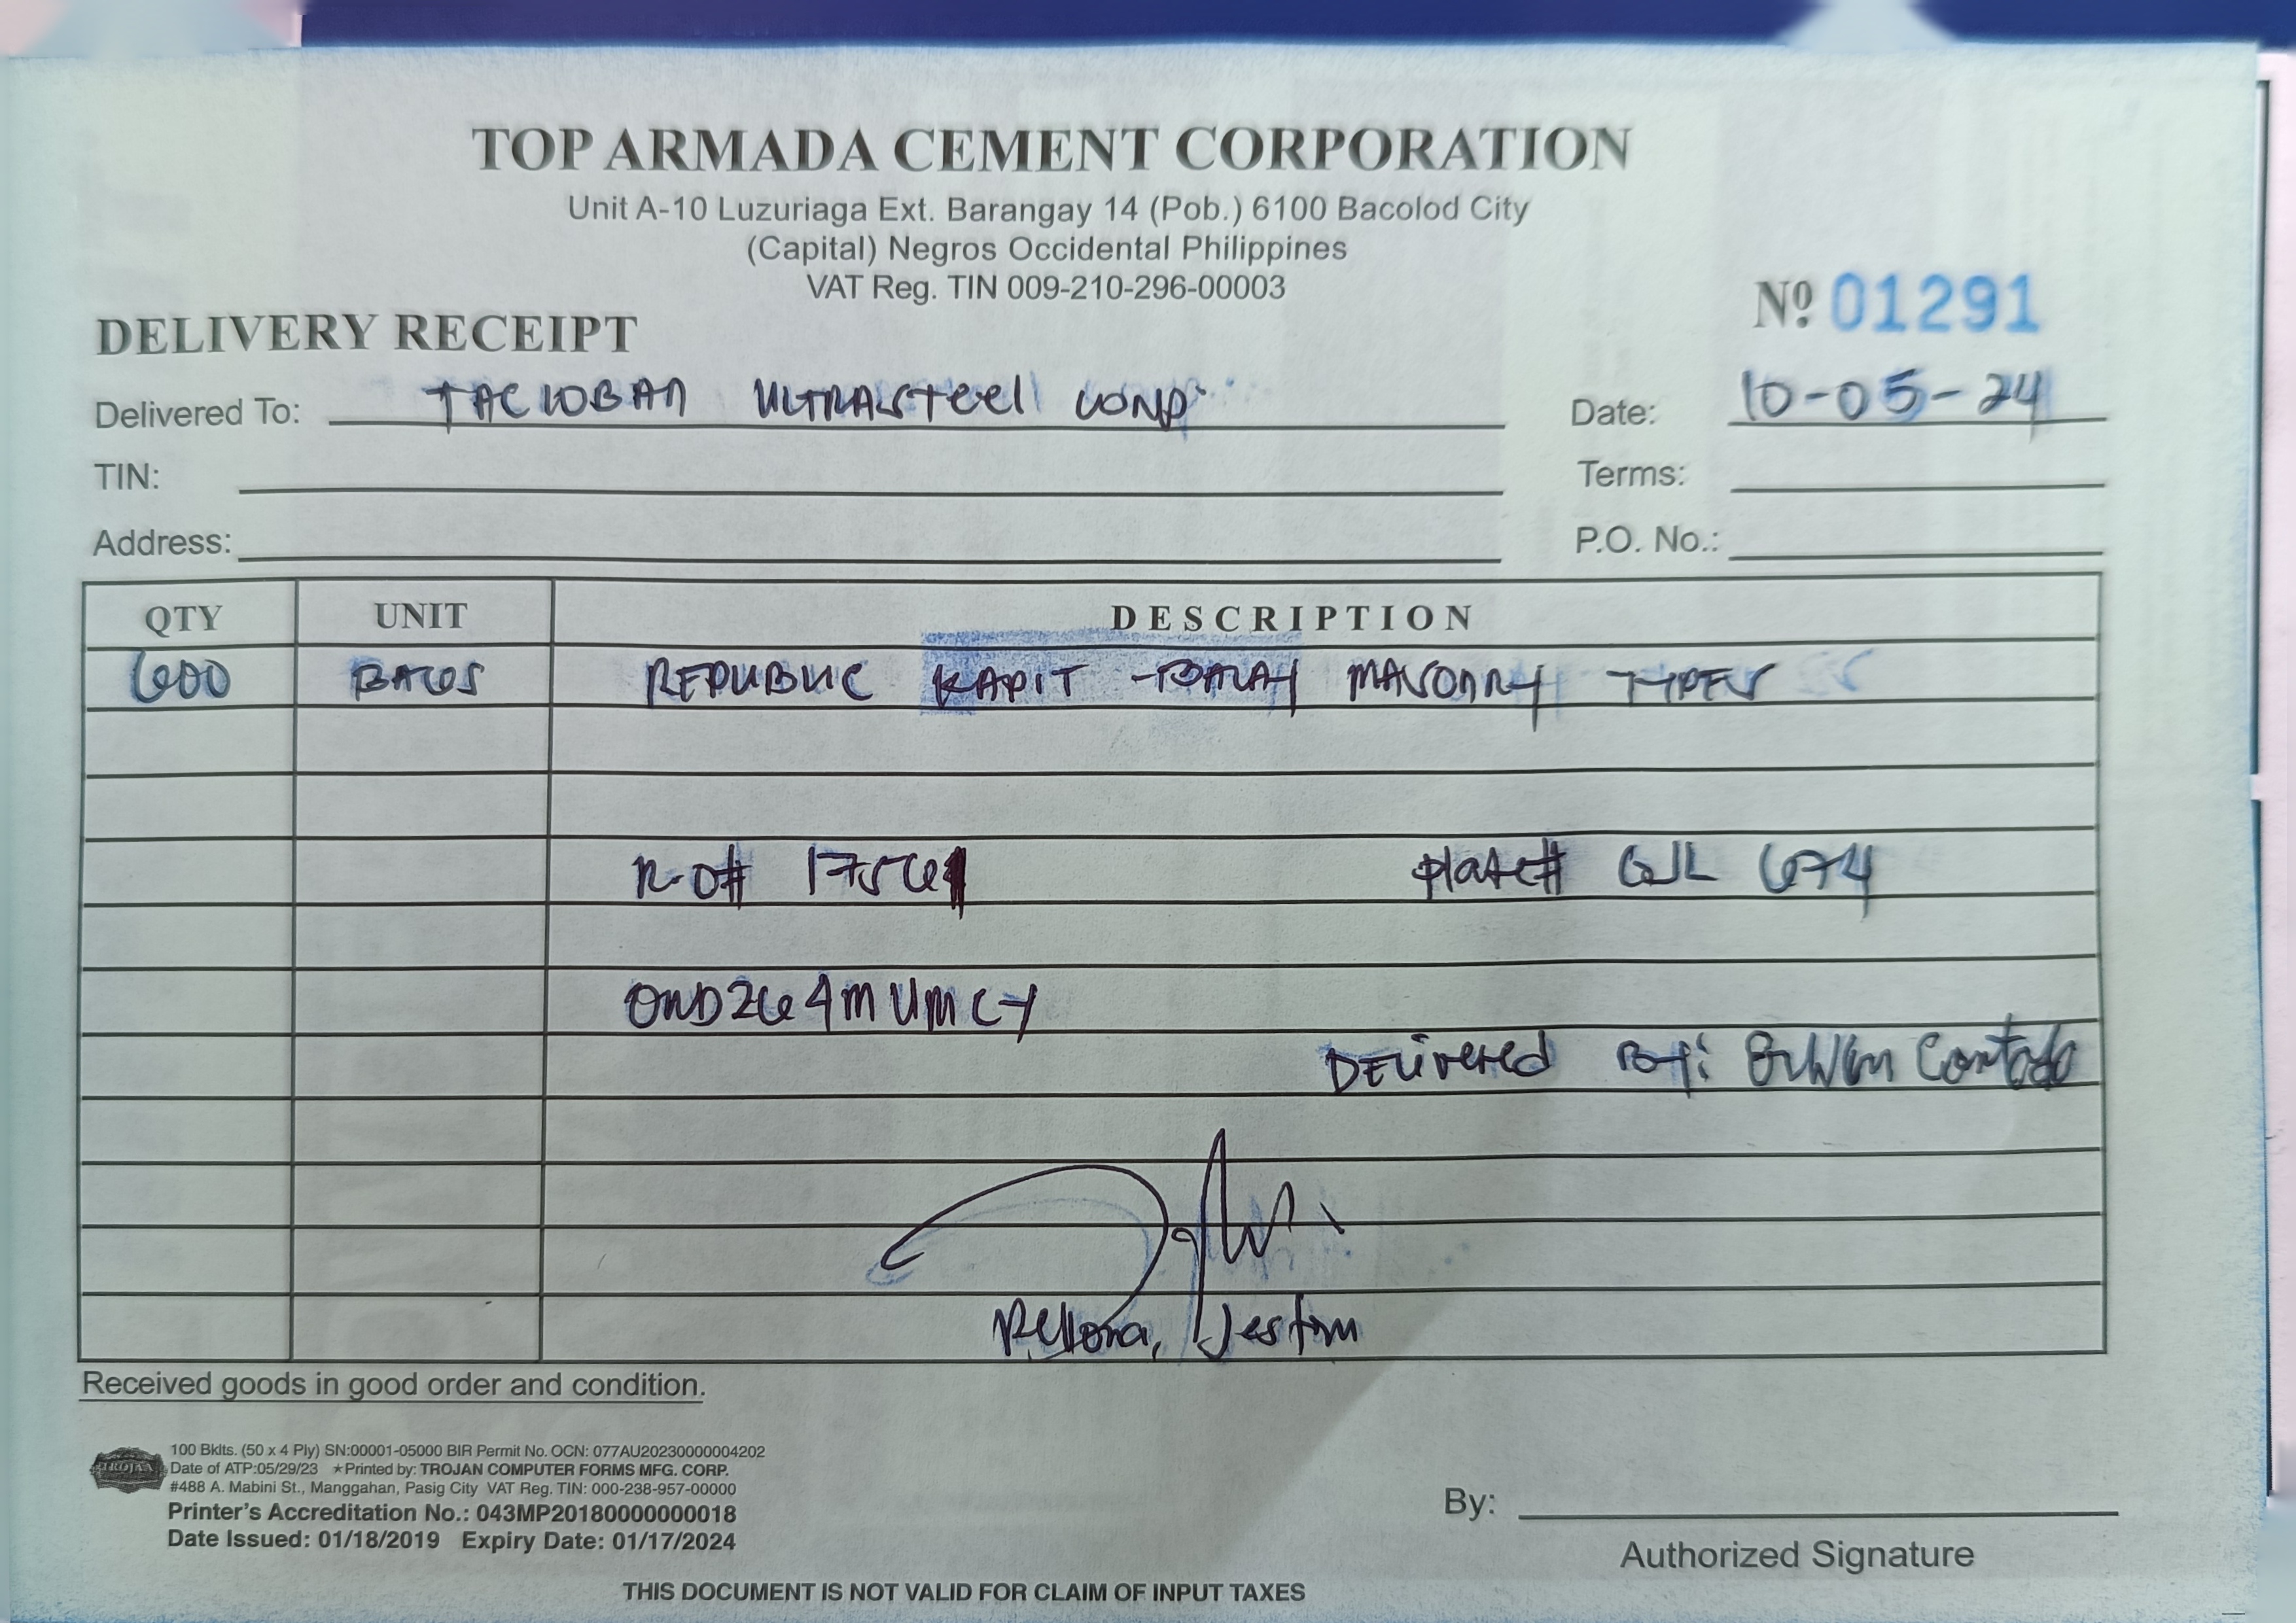 TOP ARMADA CEMENT CORPORATION
Unit A-10 Luzuriaga Ext. Barangay 14 (Pob.) 6100 Bacolod City
(Capital) Negros Occidental Philippines
VAT Reg. TIN 009-210-296-00003
Nº 01291
DELIVERY RECEIPT
Delivered To: TACLOBAN ULTRASTEEL CORP Date: 10-05-24
TIN: Terms:
Address: P.O. No.:
QTY UNIT DESCRIPTION
600 BAGS REPUBLIC KAPIT-BALAY MASONRY TYPE S
R.O# 17561 Plate# GJL 674
Delivered By:
Jestom
Received goods in good order and condition.
TROJAN
100 Bklts. (50 x 4 Ply) SN:00001-05000 BIR Permit No. OCN: 077AU20230000004202
Date of ATP:05/29/23 ★Printed by: TROJAN COMPUTER FORMS MFG. CORP.
#488 A. Mabini St., Manggahan, Pasig City VAT Reg. TIN: 000-238-957-00000
Printer's Accreditation No.: 043MP20180000000018
Date Issued: 01/18/2019 Expiry Date: 01/17/2024
By:
Authorized Signature
THIS DOCUMENT IS NOT VALID FOR CLAIM OF INPUT TAXES